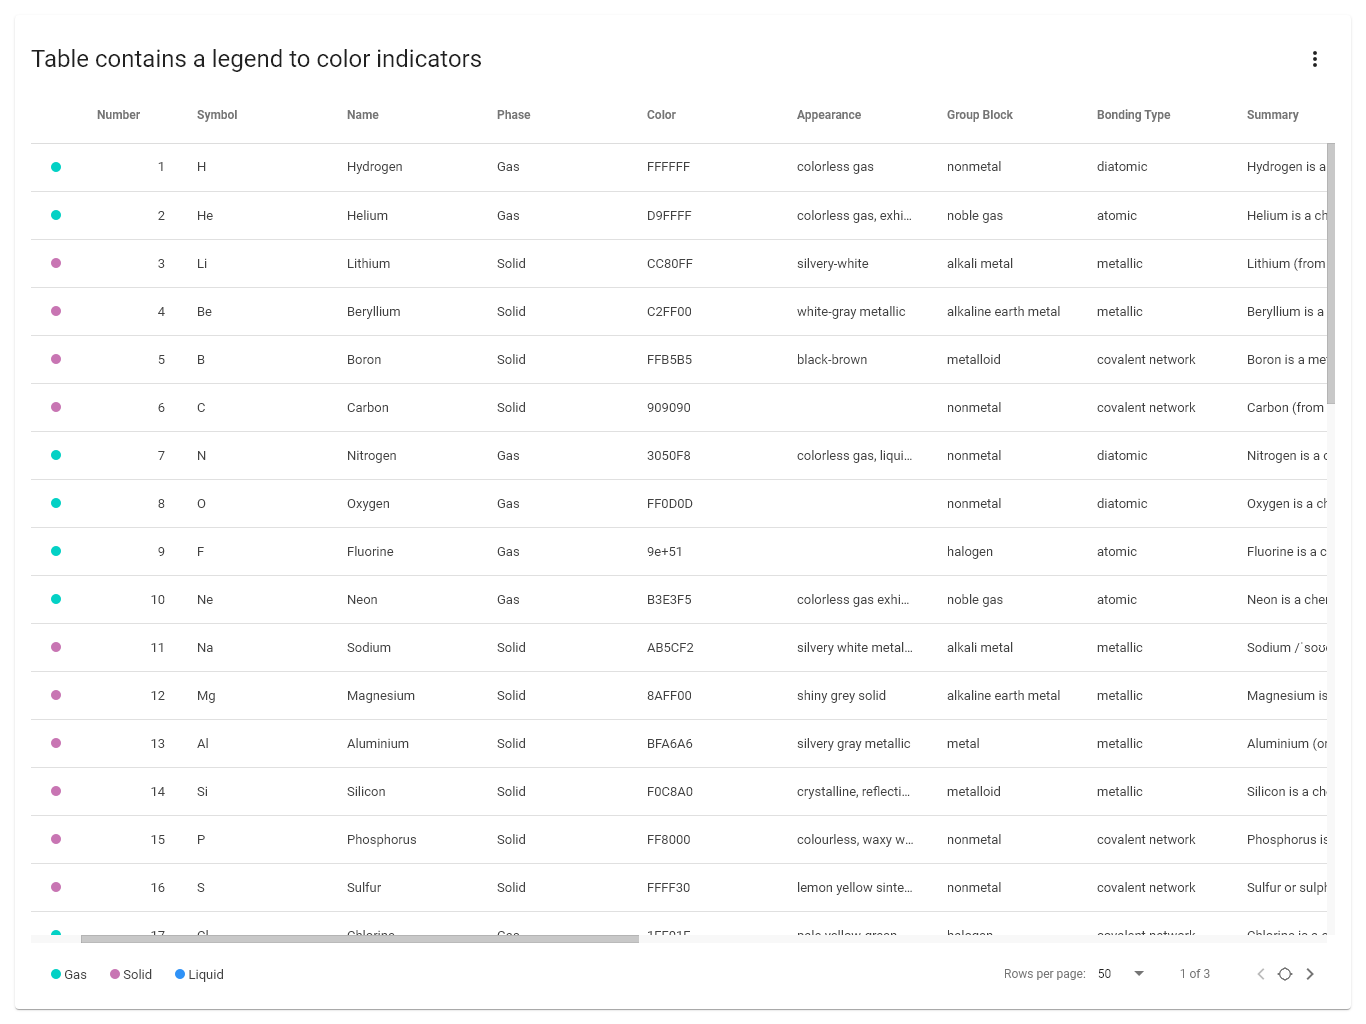 Table contains a legend to color indicators
Number Symbol Name Phase Color Appearance Group Block Bonding Type Summary
1 H Hydrogen Gas FFFFFF colorless gas nonmetal diatomic Hydrogen is a
2 He Helium Gas D9FFFF colorless gas, exhi... noble gas atomic Helium is a ch
3 Li Lithium Solid CC80FF silvery-white alkali metal metallic Lithium (from
4 Be Beryllium Solid C2FF00 white-gray metallic alkaline earth metal metallic Beryllium is a
5 B Boron Solid FFB5B5 black-brown metalloid covalent network Boron is a me
6 C Carbon Solid 909090 nonmetal covalent network Carbon (from
7 N Nitrogen Gas 3050F8 colorless gas, liqui... nonmetal diatomic Nitrogen is a c
8 O Oxygen Gas FF0D0D nonmetal diatomic Oxygen is a ch
9 F Fluorine Gas 9e+51 halogen atomic Fluorine is a c
10 Ne Neon Gas B3E3F5 colorless gas exhi... noble gas atomic Neon is a cher
11 Na Sodium Solid AB5CF2 silvery white metal... alkali metal metallic Sodium /ˈsoʊ
12 Mg Magnesium Solid 8AFF00 shiny grey solid alkaline earth metal metallic Magnesium is
13 Al Aluminium Solid BFA6A6 silvery gray metallic metal metallic Aluminium (or
14 Si Silicon Solid F0C8A0 crystalline, reflecti... metalloid metallic Silicon is a ch
15 P Phosphorus Solid FF8000 colourless, waxy w... nonmetal covalent network Phosphorus is
16 S Sulfur Solid FFFF30 lemon yellow sinte... nonmetal covalent network Sulfur or sulph
17 Cl Chlorine Gas 1FF01F pale yellow-green halogen covalent network Chlorine is a
Gas Solid Liquid Rows per page: 50 1 of 3